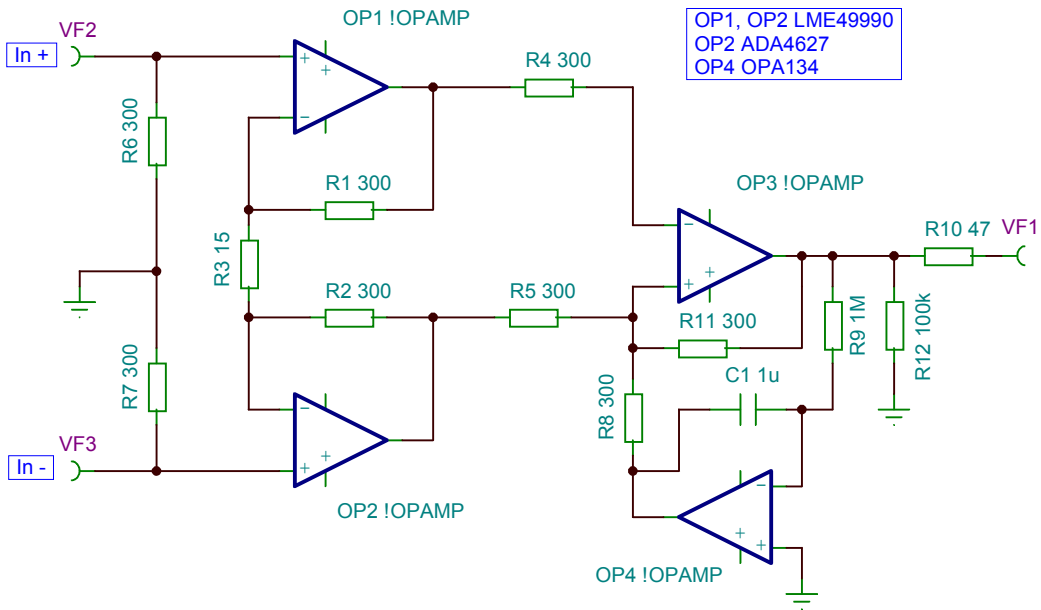 OP1 !OPAMP
OP1, OP2 LME49990
OP2 ADA4627
OP4 OPA134
VF2
In +
R4 300
R6 300
R1 300
OP3 !OPAMP
R10 47
VF1
R3 15
R2 300
R5 300
R11 300
R9 1M
R12 100k
R7 300
C1 1u
R8 300
VF3
In -
OP2 !OPAMP
OP4 !OPAMP